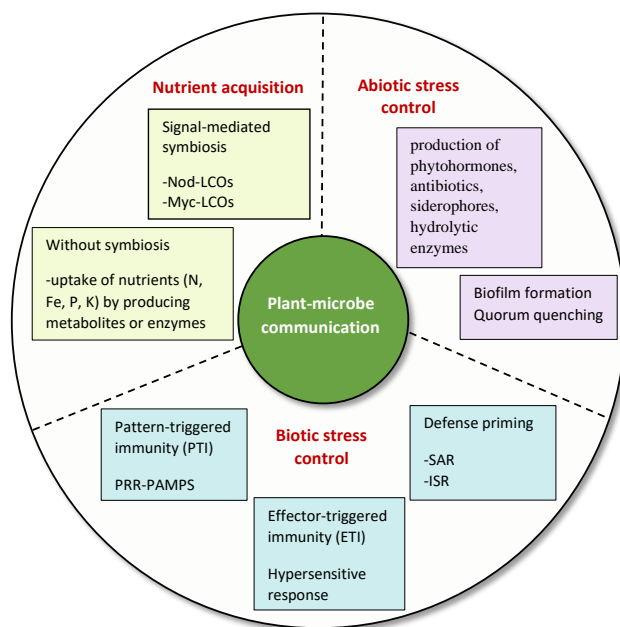 Nutrient acquisition
Signal-mediated
symbiosis
-Nod-LCOs
-Myc-LCOs
Without symbiosis
-uptake of nutrients (N,
Fe, P, K) by producing
metabolites or enzymes
Abiotic stress
control
production of
phytohormones,
antibiotics,
siderophores,
hydrolytic
enzymes
Biofilm formation
Quorum quenching
Plant-microbe
communication
Biotic stress
control
Pattern-triggered
immunity (PTI)
PRR-PAMPS
Effector-triggered
immunity (ETI)
Hypersensitive
response
Defense priming
-SAR
-ISR